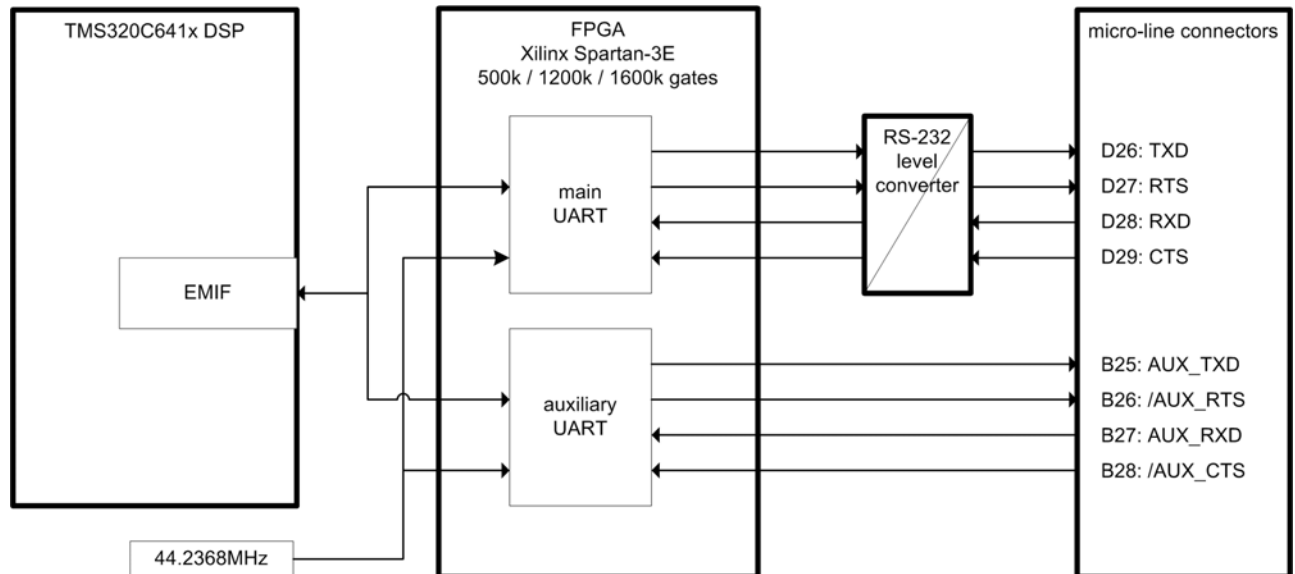 TMS320C641x DSP
EMIF
44.2368MHz
FPGA
Xilinx Spartan-3E
500k / 1200k / 1600k gates
main
UART
auxiliary
UART
RS-232
level
converter
micro-line connectors
D26: TXD
D27: RTS
D28: RXD
D29: CTS
B25: AUX_TXD
B26: /AUX_RTS
B27: AUX_RXD
B28: /AUX_CTS